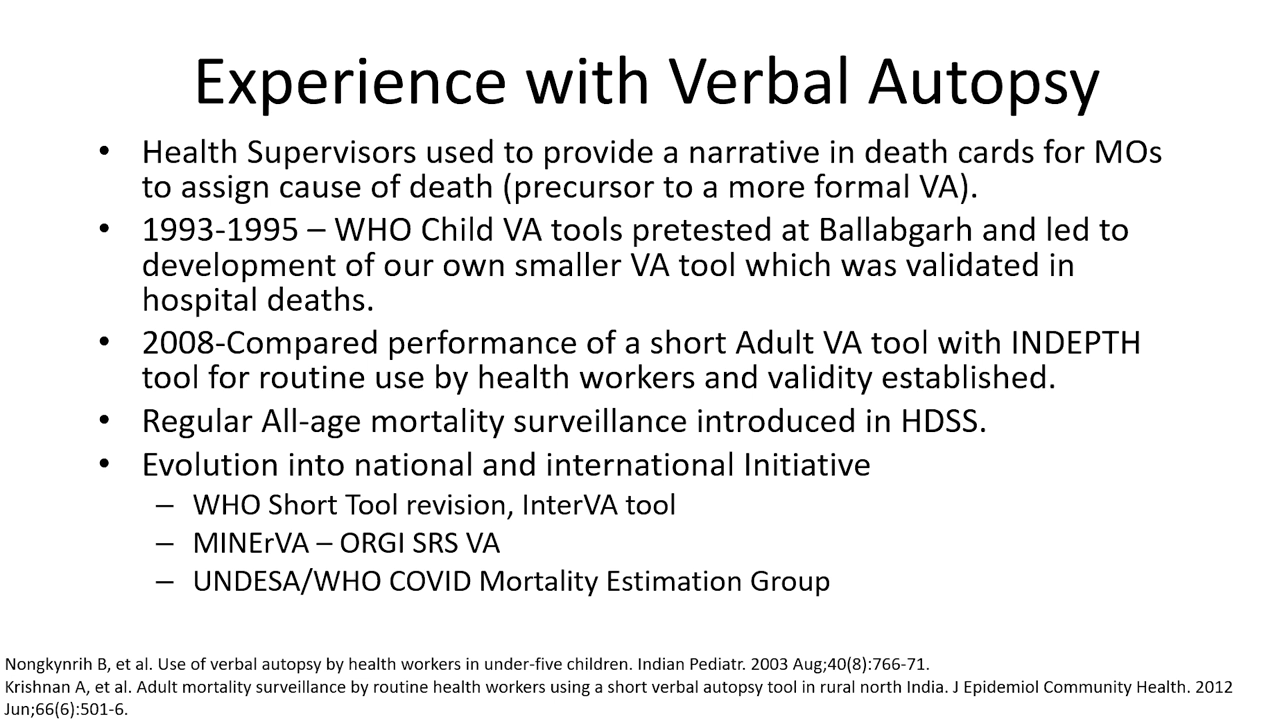 Experience with Verbal Autopsy
• Health Supervisors used to provide a narrative in death cards for MOs
to assign cause of death (precursor to a more formal VA).
• 1993-1995 – WHO Child VA tools pretested at Ballabgarh and led to
development of our own smaller VA tool which was validated in
hospital deaths.
• 2008-Compared performance of a short Adult VA tool with INDEPTH
tool for routine use by health workers and validity established.
• Regular All-age mortality surveillance introduced in HDSS.
• Evolution into national and international Initiative
– WHO Short Tool revision, InterVA tool
– MINErVA – ORGI SRS VA
– UNDESA/WHO COVID Mortality Estimation Group
Nongkynrih B, et al. Use of verbal autopsy by health workers in under-five children. Indian Pediatr. 2003 Aug;40(8):766-71.
Krishnan A, et al. Adult mortality surveillance by routine health workers using a short verbal autopsy tool in rural north India. J Epidemiol Community Health. 2012
Jun;66(6):501-6.